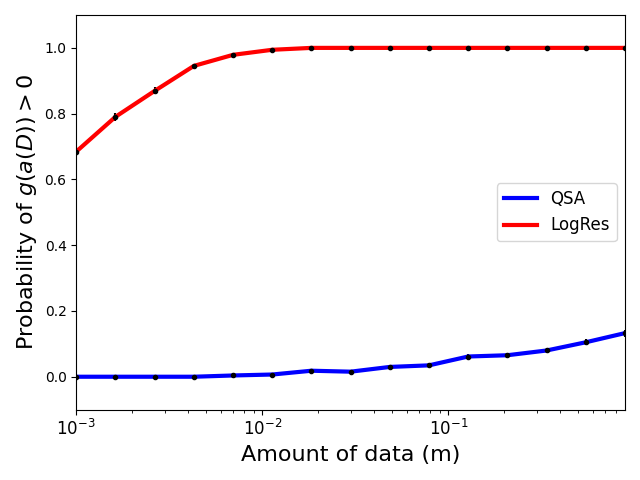 Probability of g(a(D)) > 0
1.0
0.8
0.6
0.4
0.2
0.0
QSA
LogRes
10⁻³
10⁻²
10⁻¹
Amount of data (m)